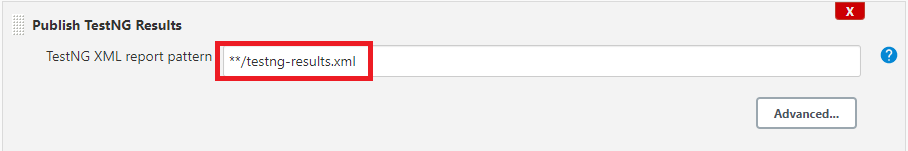 X
Publish TestNG Results
TestNG XML report pattern **/testng-results.xml ?
Advanced...